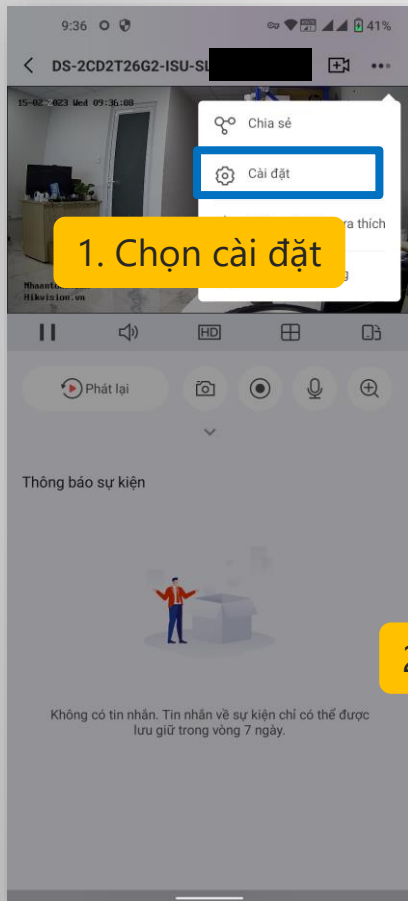 9:36 41%
DS-2CD2T26G2-ISU-SL
15-02 023 Wed 09:36:08
Chia sẻ
Cài đặt
ra thích
1. Chọn cài đặt
g
Hikvision.vn
HD
Phát lại
Thông báo sự kiện
2
Không có tin nhắn. Tin nhắn về sự kiện chỉ có thể được
lưu giữ trong vòng 7 ngày.